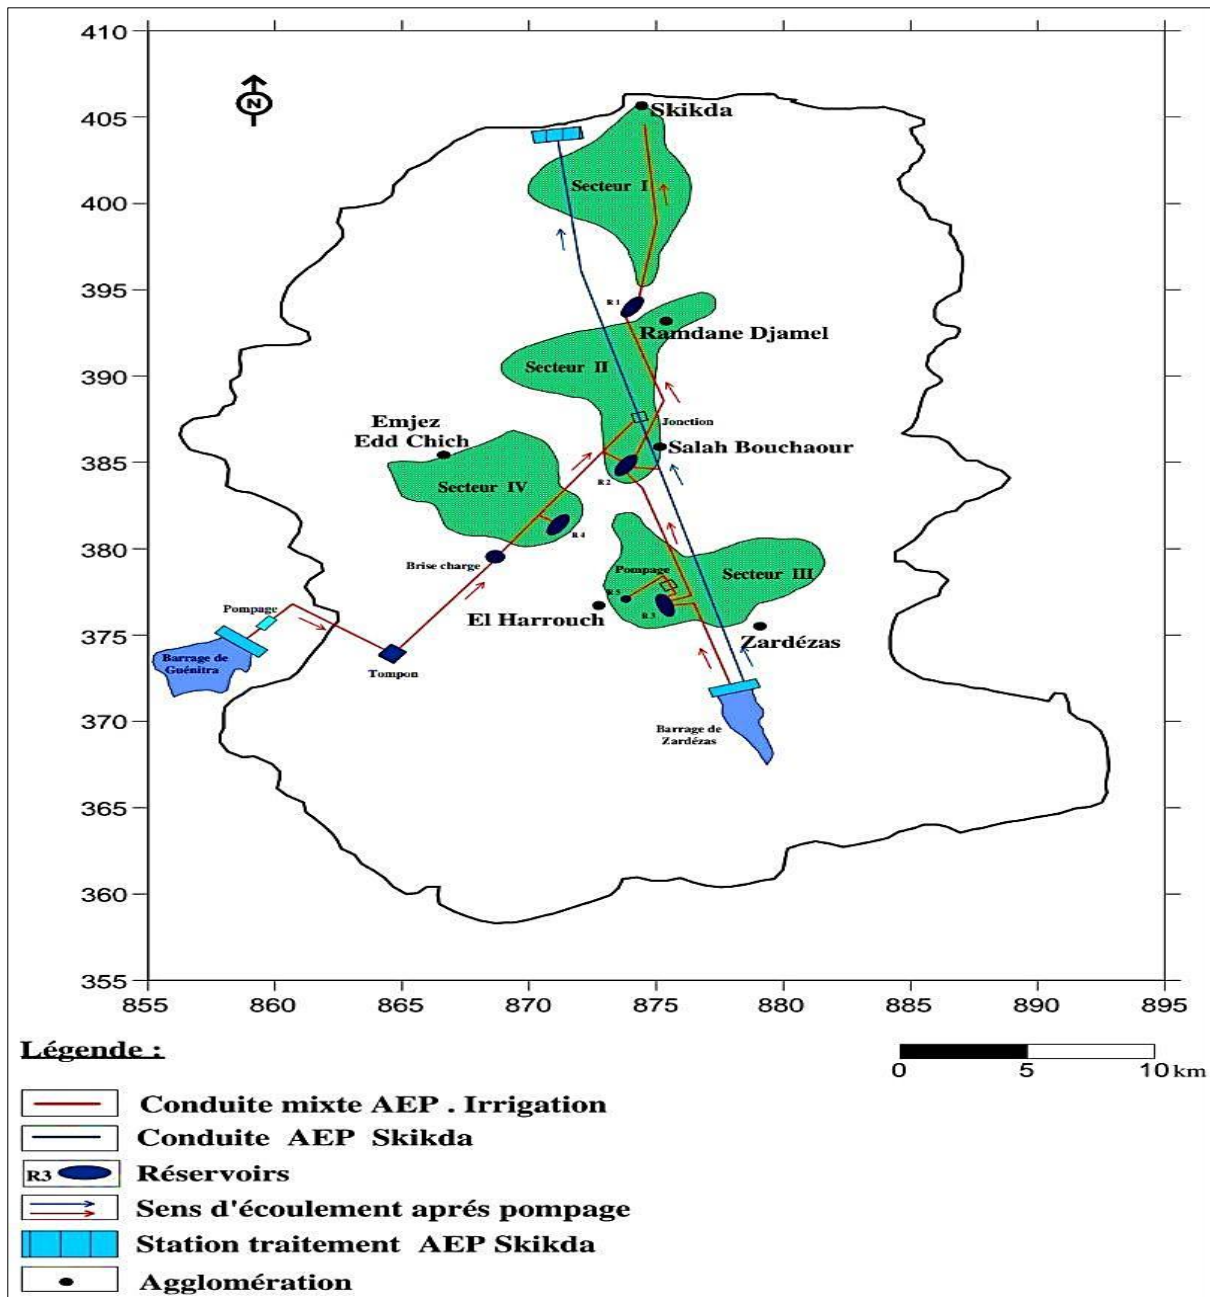 410
405
400
395
390
385
380
375
370
365
360
355
855
860
865
870
875
880
885
890
895
N
Skikda
Secteur I
R1
Ramdane Djamel
Secteur II
Jonction
Emjez
Edd Chich
Salah Bouchaour
R2
Secteur IV
R4
Brise charge
Pompage
Secteur III
R5
R3
El Harrouch
Zardézas
Pompage
Barrage de
Guénitra
Tompon
Barrage de
Zardézas
Légende :
0
5
10 km
Conduite mixte AEP . Irrigation
Conduite AEP Skikda
R3
Réservoirs
Sens d'écoulement aprés pompage
Station traitement AEP Skikda
Agglomération